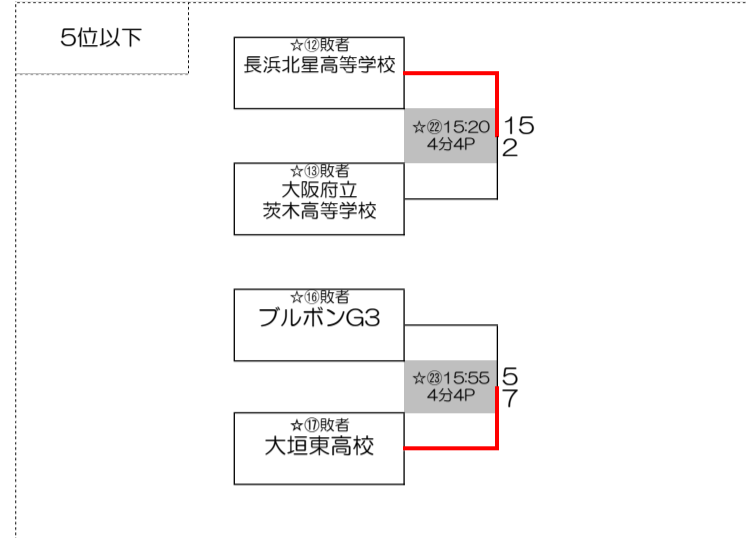 5位以下
☆⑫敗者
長浜北星高等学校
☆㉒15:20
4分4P
15
2
☆⑬敗者
大阪府立
茨木高等学校
☆⑯敗者
ブルボンG3
☆㉓15:55
4分4P
5
7
☆⑰敗者
大垣東高校